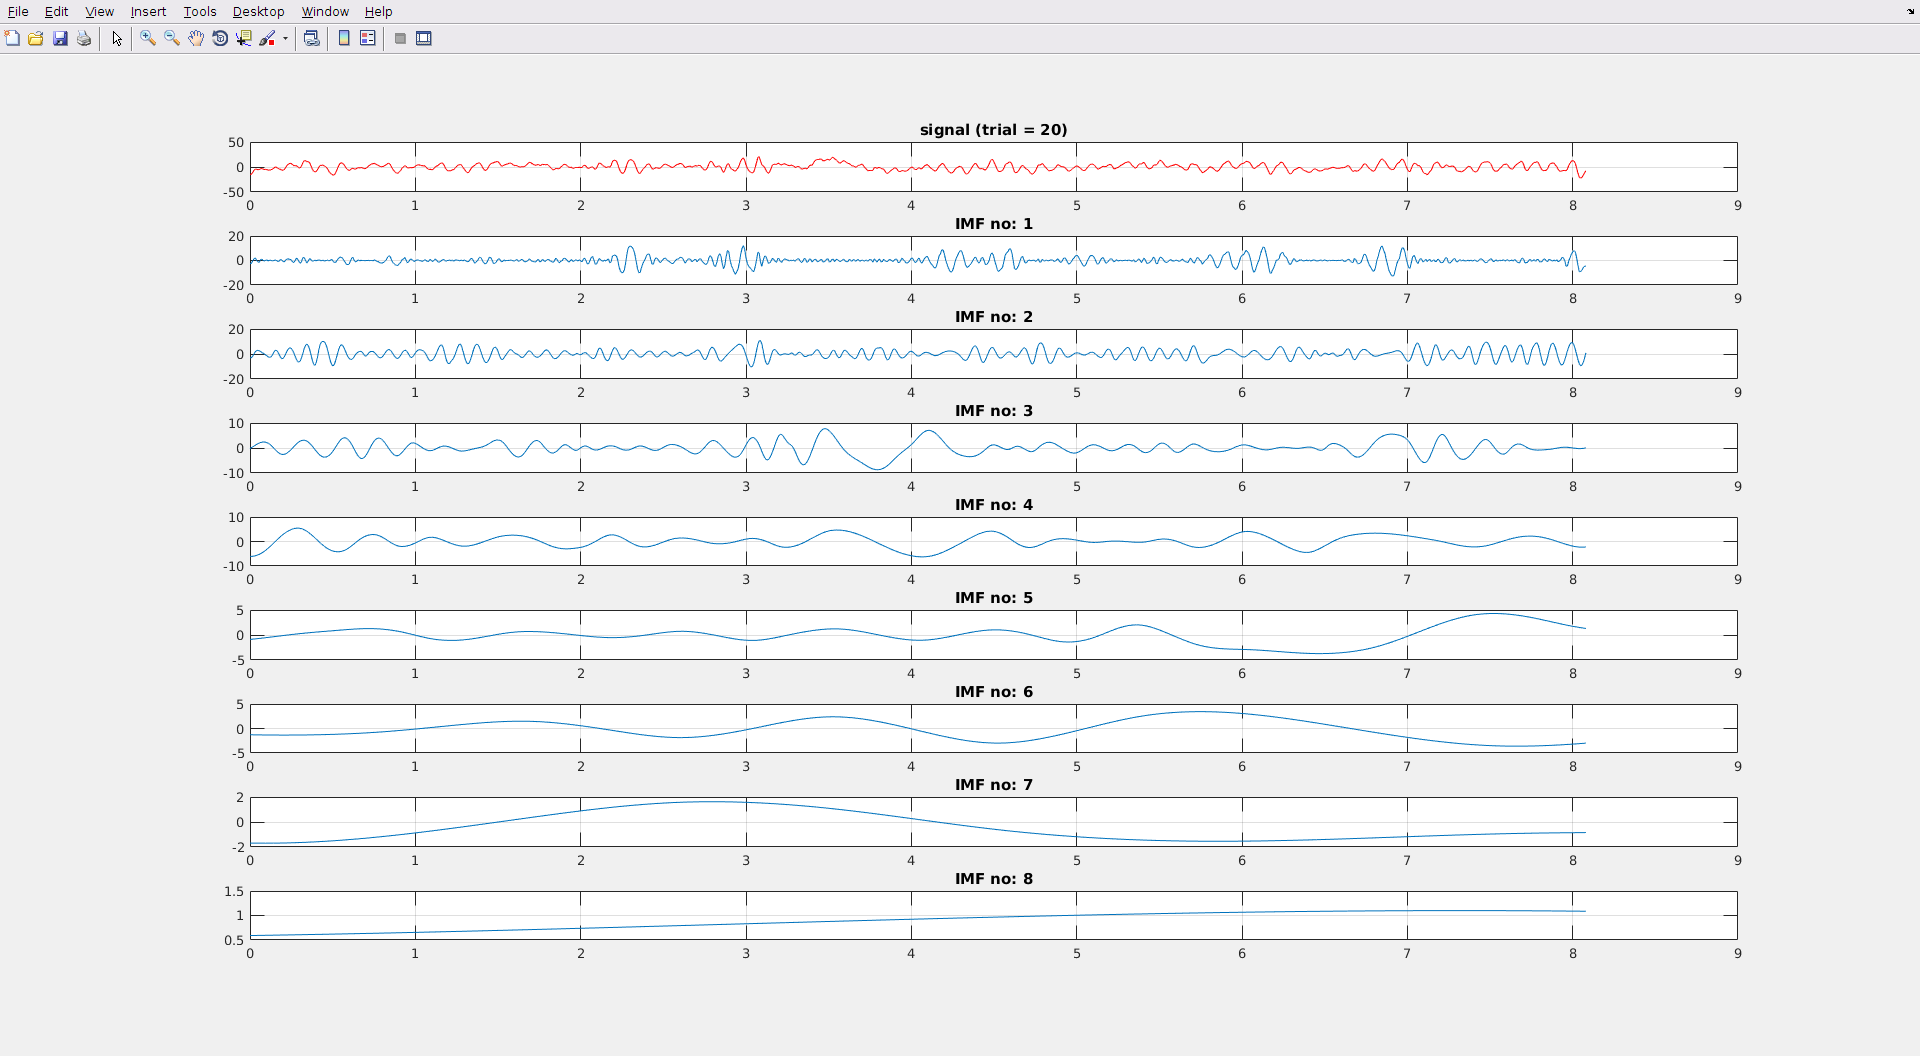 File Edit View Insert Tools Desktop Window Help
signal (trial = 20)
50
0
-50
0 1 2 3 4 5 6 7 8 9
IMF no: 1
20
0
-20
0 1 2 3 4 5 6 7 8 9
IMF no: 2
20
0
-20
0 1 2 3 4 5 6 7 8 9
IMF no: 3
10
0
-10
0 1 2 3 4 5 6 7 8 9
IMF no: 4
10
0
-10
0 1 2 3 4 5 6 7 8 9
IMF no: 5
5
0
-5
0 1 2 3 4 5 6 7 8 9
IMF no: 6
5
0
-5
0 1 2 3 4 5 6 7 8 9
IMF no: 7
2
0
-2
0 1 2 3 4 5 6 7 8 9
IMF no: 8
1.5
1
0.5
0 1 2 3 4 5 6 7 8 9